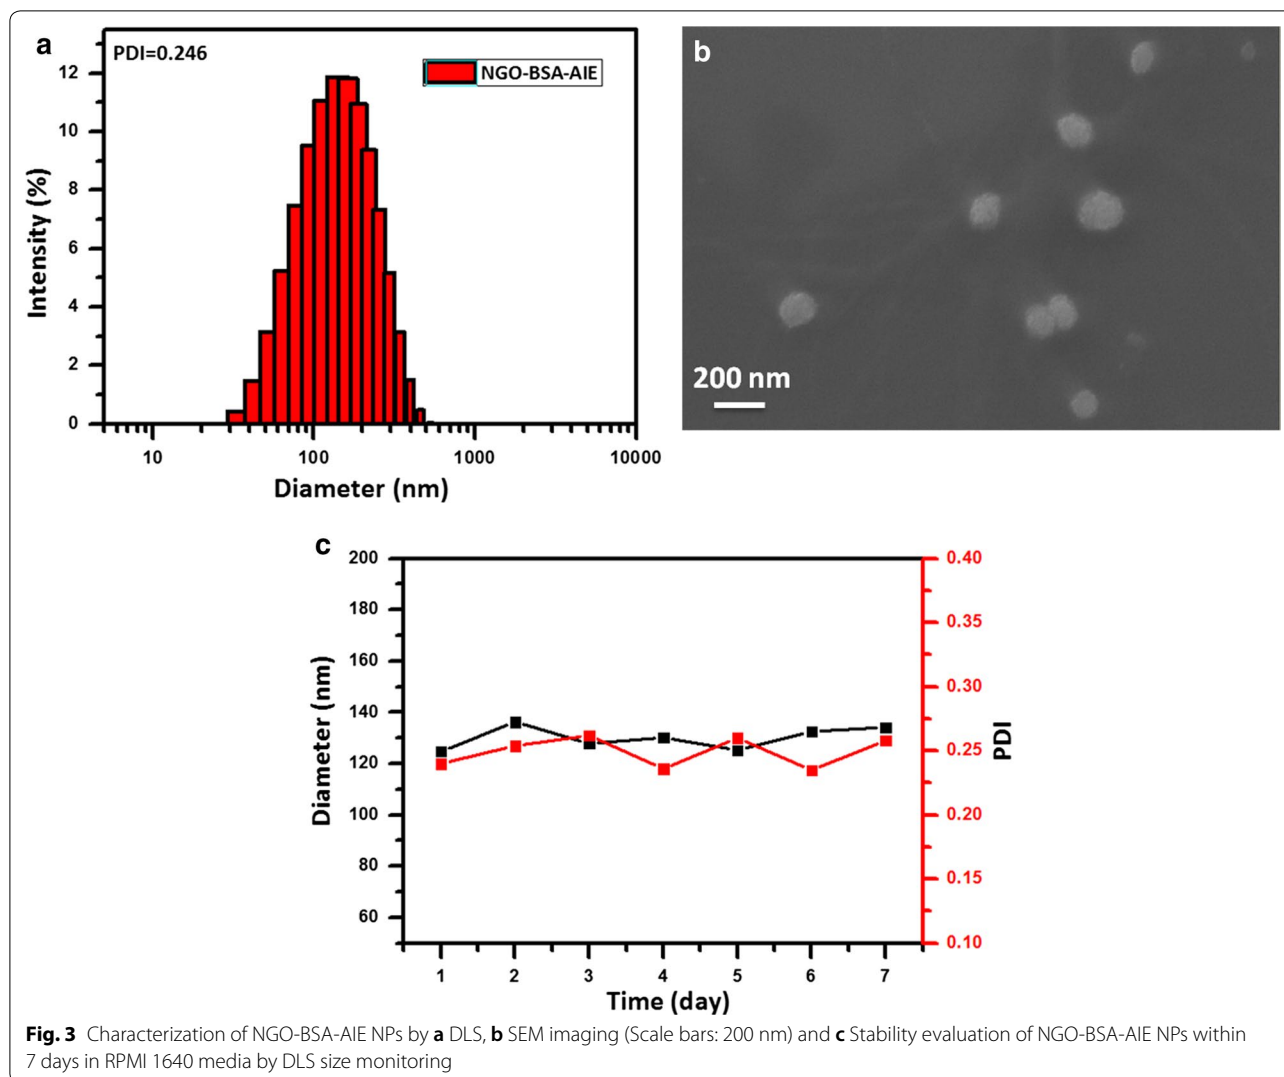 a
PDI=0.246
NGO-BSA-AIE
12
10
8
6
4
2
0
Intensity (%)
10 100 1000 10000
Diameter (nm)
b
200 nm
c
200
180
160
140
120
100
80
60
Diameter (nm)
0.40
0.35
0.30
0.25
0.20
0.15
0.10
PDI
1 2 3 4 5 6 7
Time (day)
Fig. 3 Characterization of NGO-BSA-AIE NPs by a DLS, b SEM imaging (Scale bars: 200 nm) and c Stability evaluation of NGO-BSA-AIE NPs within
7 days in RPMI 1640 media by DLS size monitoring